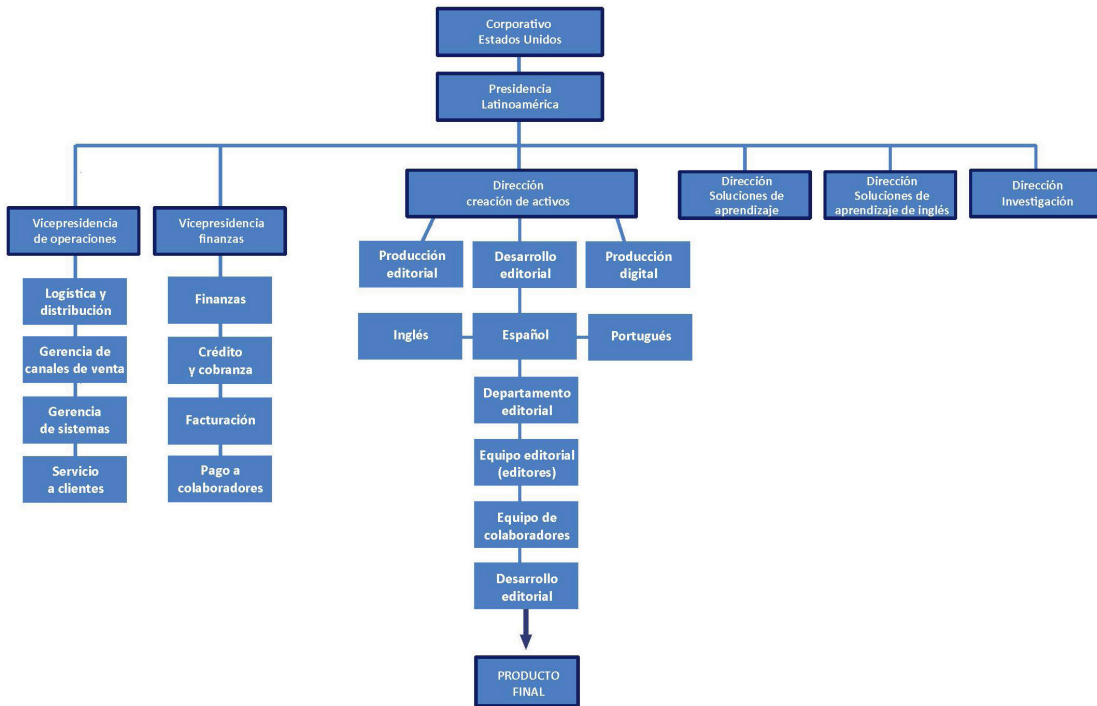 Corporativo
Estados Unidos
Presidencia
Latinoamérica
Vicepresidencia
de operaciones
Vicepresidencia
finanzas
Dirección
creación de activos
Dirección
Soluciones de
aprendizaje
Dirección
Soluciones de
aprendizaje de inglés
Dirección
Investigación
Logística y
distribución
Gerencia de
canales de venta
Gerencia
de sistemas
Servicio
a clientes
Finanzas
Crédito
y cobranza
Facturación
Pago a
colaboradores
Producción
editorial
Desarrollo
editorial
Producción
digital
Inglés
Español
Portugués
Departamento
editorial
Equipo editorial
(editores)
Equipo de
colaboradores
Desarrollo
editorial
PRODUCTO
FINAL